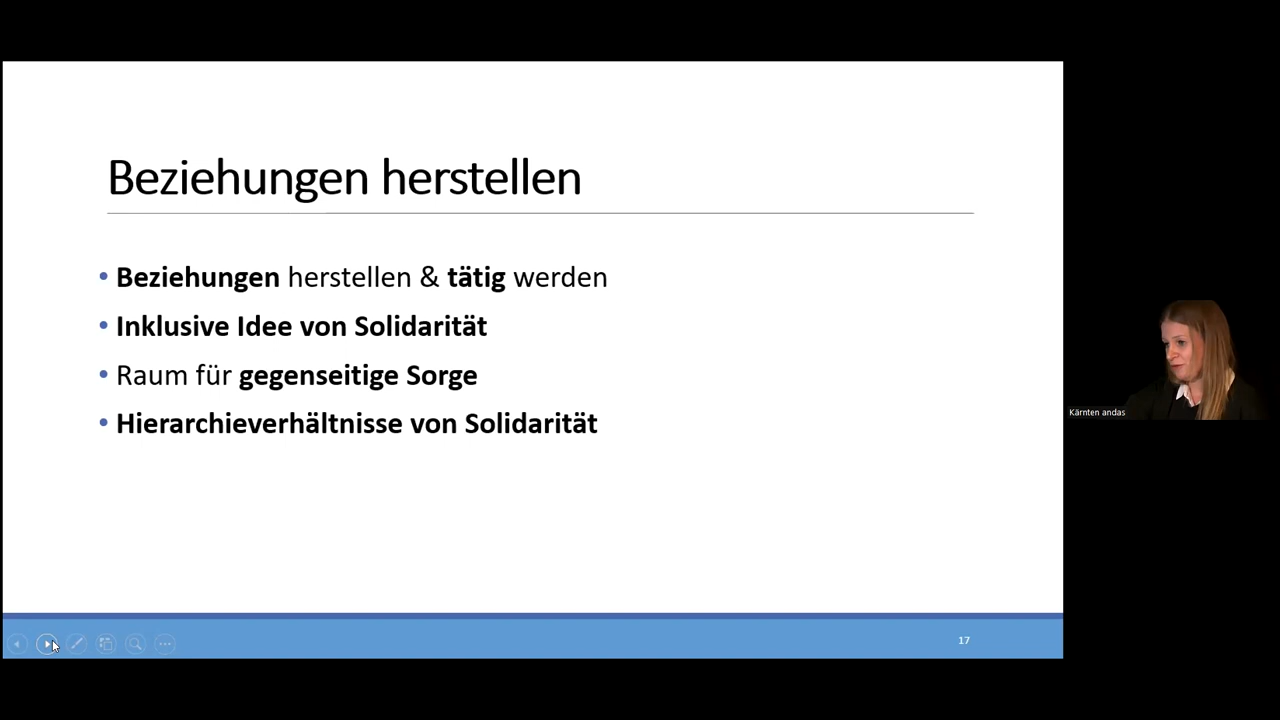 Beziehungen herstellen
• Beziehungen herstellen & tätig werden
• Inklusive Idee von Solidarität
• Raum für gegenseitige Sorge
• Hierarchieverhältnisse von Solidarität
Kärnten andas
17